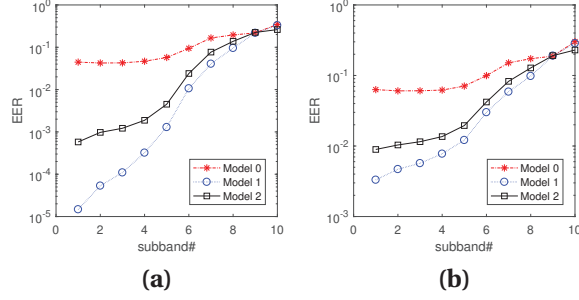 10^0
10^-1
10^-2
10^-3
10^-4
10^-5
EER
0 2 4 6 8 10
subband#
Model 0
Model 1
Model 2
(a)
10^0
10^-1
10^-2
10^-3
EER
0 2 4 6 8 10
subband#
Model 0
Model 1
Model 2
(b)